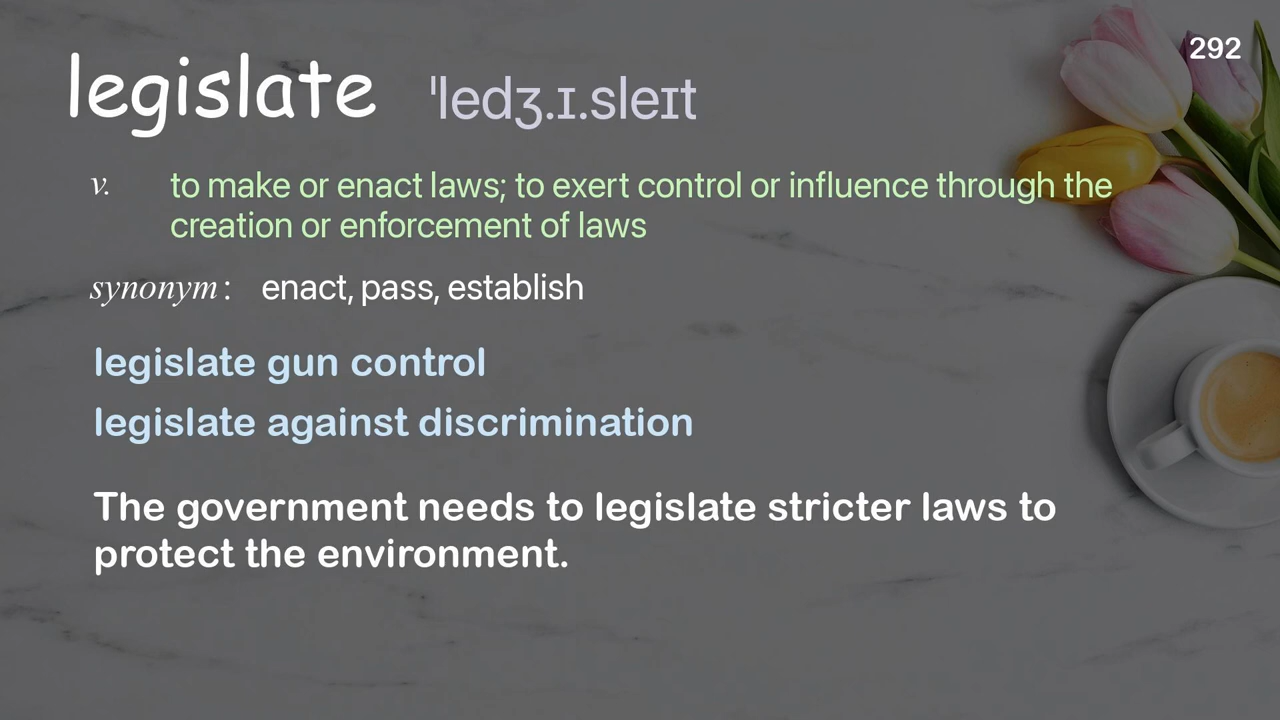 292
legislate ˈledʒ.ɪ.sleɪt
v. to make or enact laws; to exert control or influence through the
creation or enforcement of laws
synonym : enact, pass, establish
legislate gun control
legislate against discrimination
The government needs to legislate stricter laws to
protect the environment.